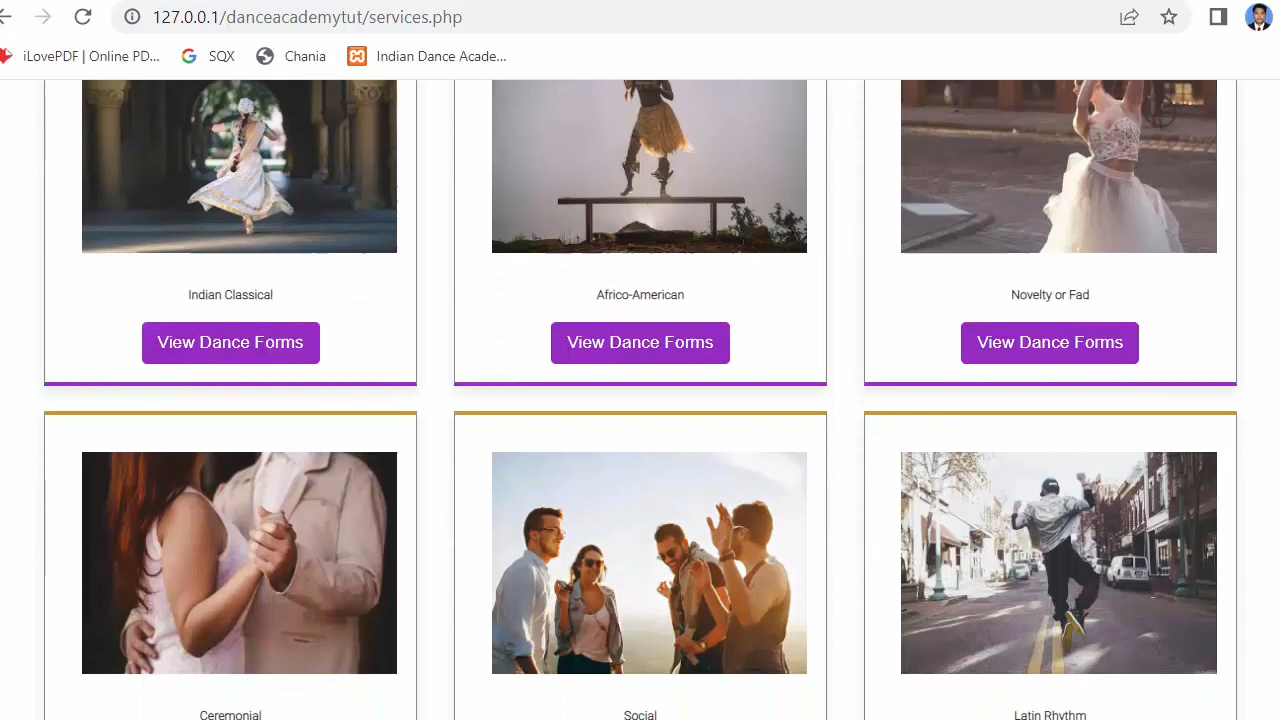 127.0.0.1/danceacademytut/services.php
iLovePDF | Online PD...
SQX
Chania
Indian Dance Acade...
Indian Classical
Africo-American
Novelty or Fad
View Dance Forms
View Dance Forms
View Dance Forms
Ceremonial
Social
Latin Rhythm